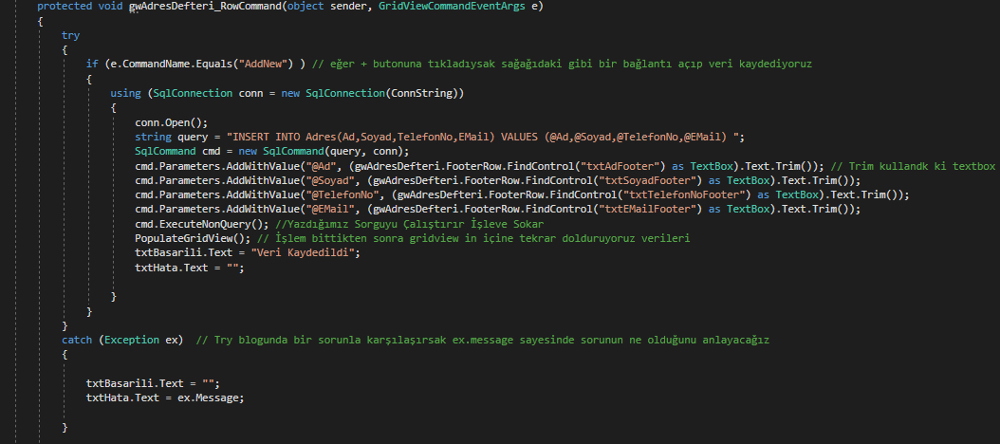 protected void gwAdresDefteri_RowCommand(object sender, GridViewCommandEventArgs e)
{
try
{
if (e.CommandName.Equals("AddNew") ) // eğer + butonuna tıkladıysak sağağıdaki gibi bir bağlantı açıp veri kaydediyoruz
{
using (SqlConnection conn = new SqlConnection(ConnString))
{
conn.Open();
string query = "INSERT INTO Adres(Ad,Soyad,TelefonNo,EMail) VALUES (@Ad,@Soyad,@TelefonNo,@EMail) ";
SqlCommand cmd = new SqlCommand(query, conn);
cmd.Parameters.AddWithValue("@Ad", (gwAdresDefteri.FooterRow.FindControl("txtAdFooter") as TextBox).Text.Trim()); // Trim kullandk ki textbox
cmd.Parameters.AddWithValue("@Soyad", (gwAdresDefteri.FooterRow.FindControl("txtSoyadFooter") as TextBox).Text.Trim());
cmd.Parameters.AddWithValue("@TelefonNo", (gwAdresDefteri.FooterRow.FindControl("txtTelefonNoFooter") as TextBox).Text.Trim());
cmd.Parameters.AddWithValue("@EMail", (gwAdresDefteri.FooterRow.FindControl("txtEMailFooter") as TextBox).Text.Trim());
cmd.ExecuteNonQuery(); //Yazdığımız Sorguyu Çalıştırır İşleve Sokar
PopulateGridView(); // İşlem bittikten sonra gridview in içine tekrar dolduruyoruz verileri
txtBasarili.Text = "Veri Kaydedildi";
txtHata.Text = "";
}
}
}
catch (Exception ex) // Try blogunda bir sorunla karşılaşırsak ex.message sayesinde sorunun ne olduğunu anlayacağız
{
txtBasarili.Text = "";
txtHata.Text = ex.Message;
}